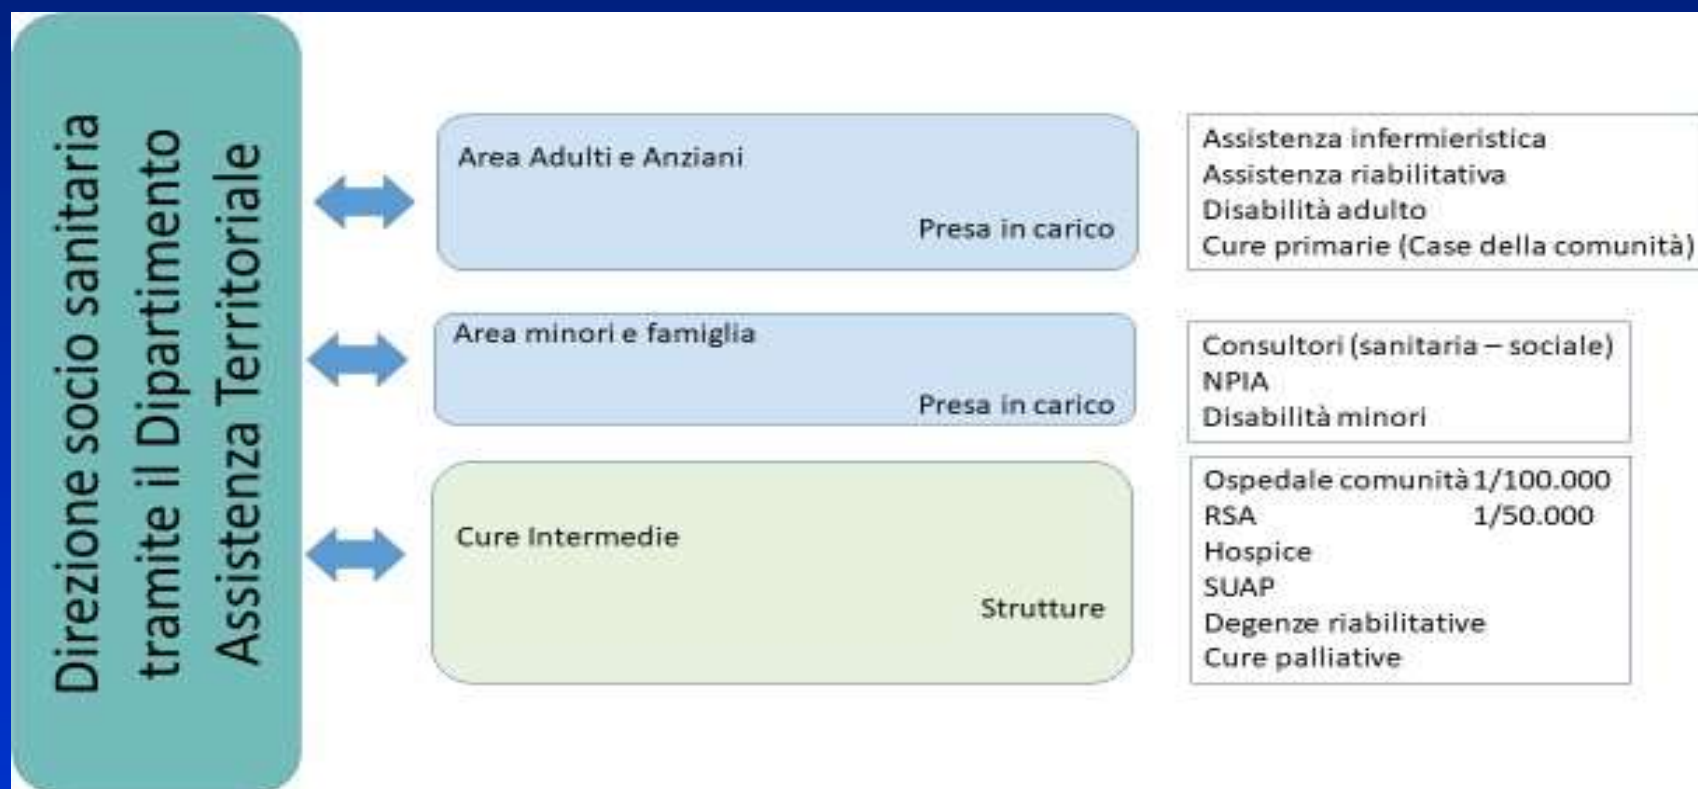 Direzione socio sanitaria
tramite il Dipartimento
Assistenza Territoriale
Area Adulti e Anziani
Presa in carico
Assistenza infermieristica
Assistenza riabilitativa
Disabilità adulto
Cure primarie (Case della comunità)
Area minori e famiglia
Presa in carico
Consultori (sanitaria – sociale)
NPIA
Disabilità minori
Cure Intermedie
Strutture
Ospedale comunità 1/100.000
RSA 1/50.000
Hospice
SUAP
Degenze riabilitative
Cure palliative